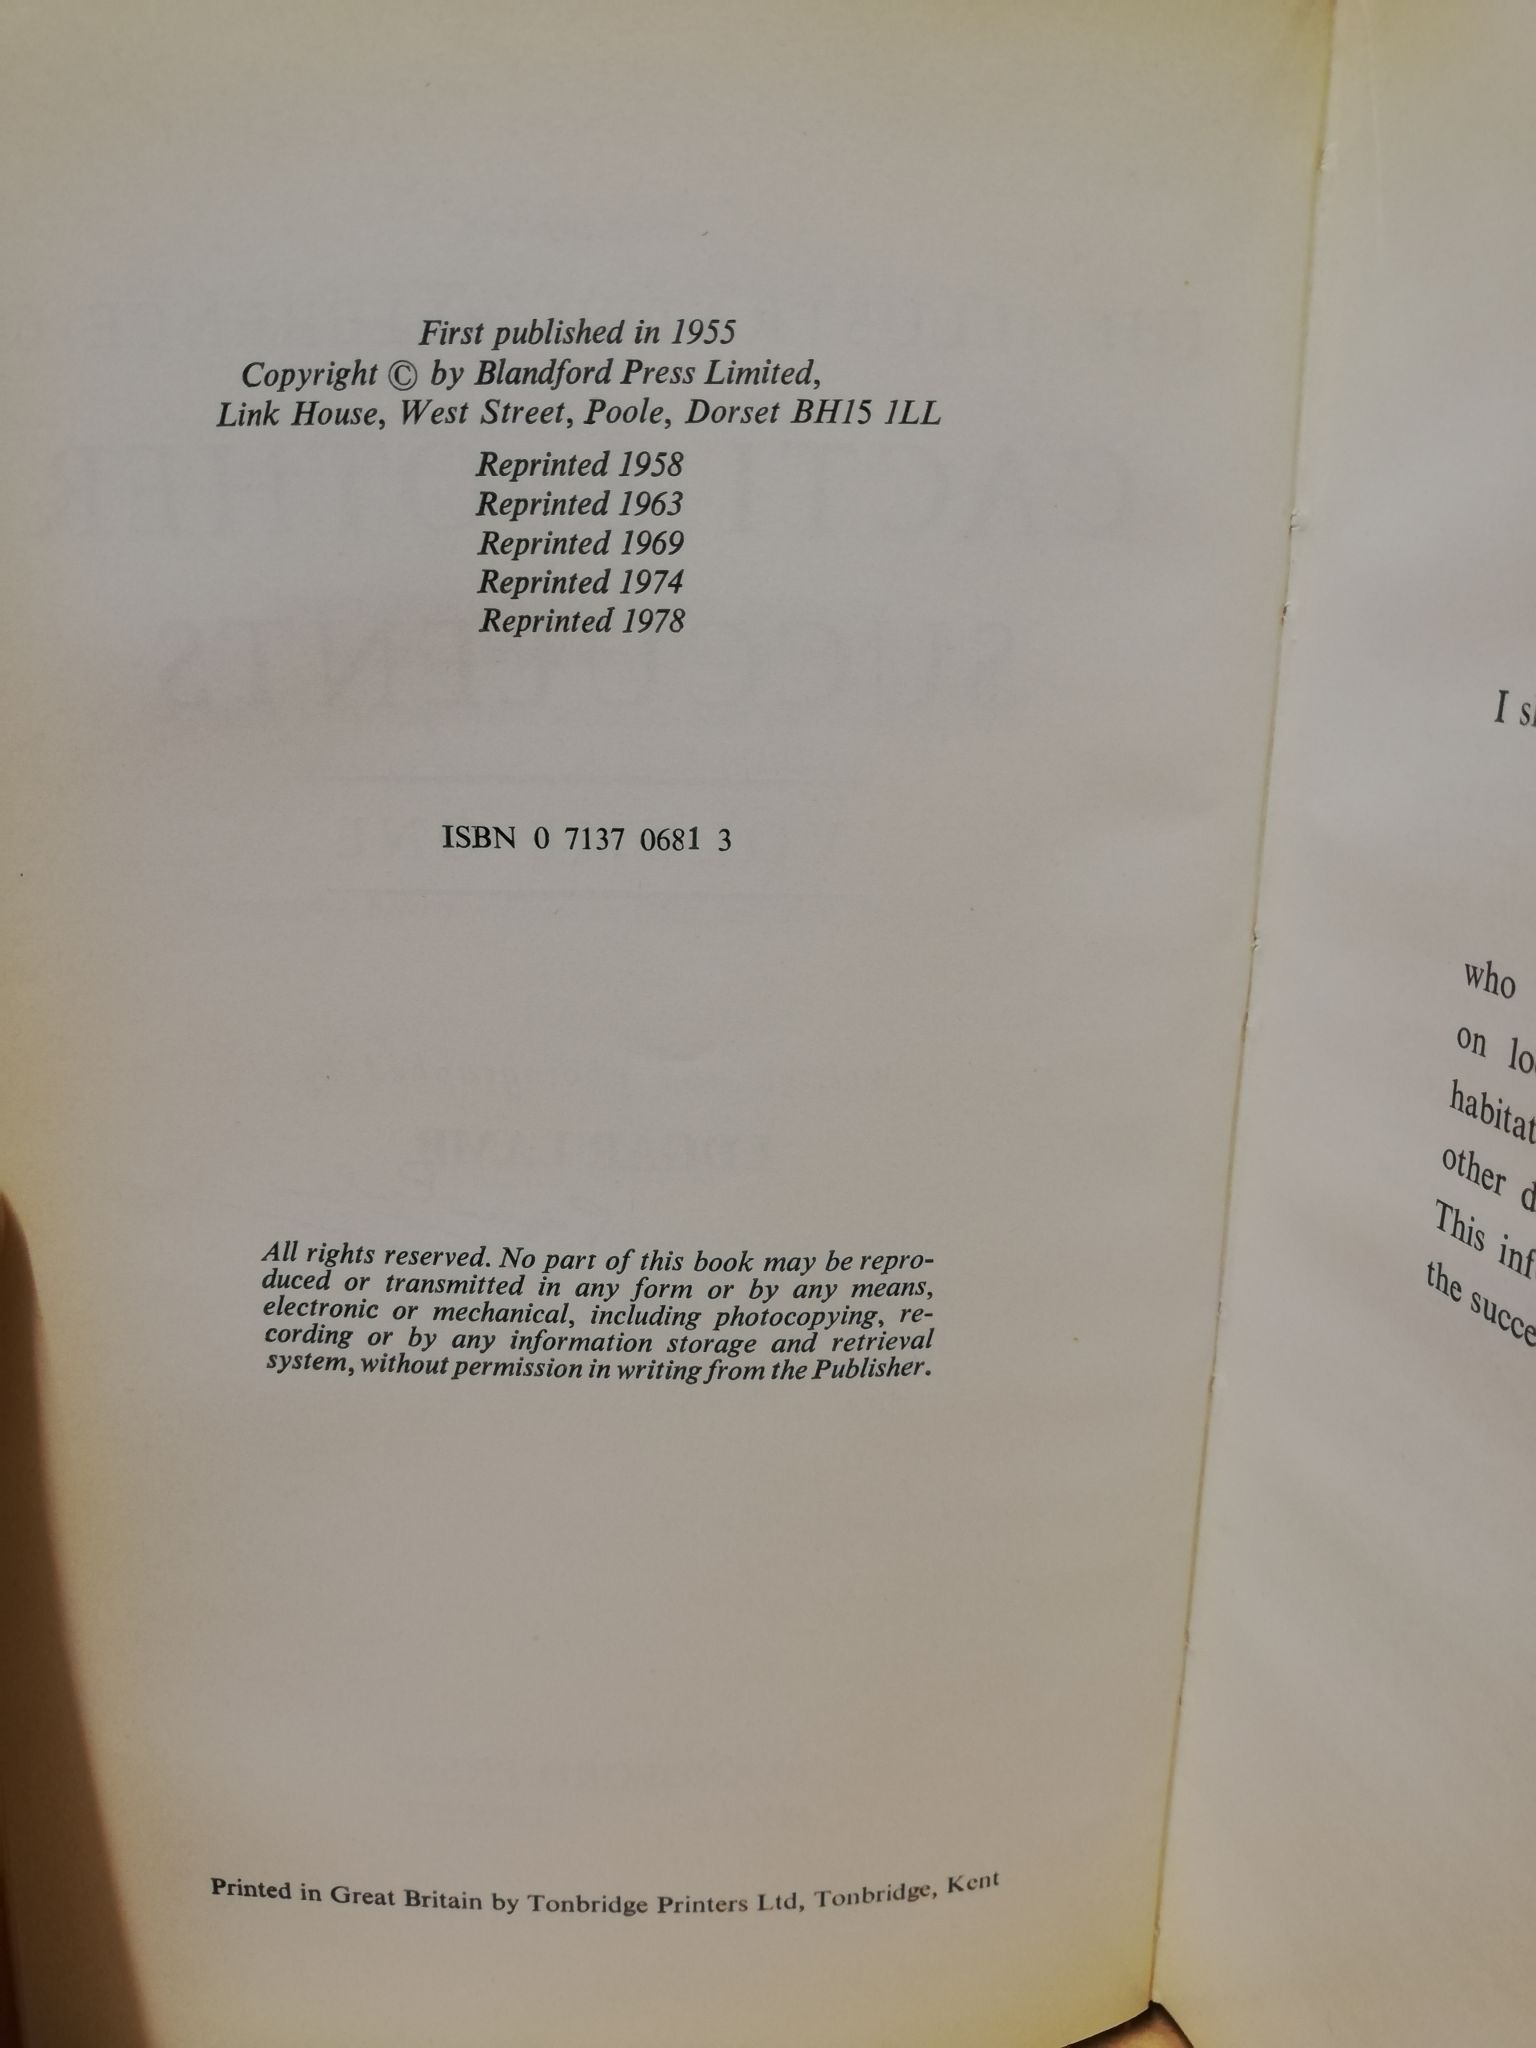 First published in 1955
Copyright © by Blandford Press Limited,
Link House, West Street, Poole, Dorset BH15 1LL
Reprinted 1958
Reprinted 1963
Reprinted 1969
Reprinted 1974
Reprinted 1978
ISBN 0 7137 0681 3
All rights reserved. No part of this book may be repro-
duced or transmitted in any form or by any means,
electronic or mechanical, including photocopying, re-
cording or by any information storage and retrieval
system, without permission in writing from the Publisher.
Printed in Great Britain by Tonbridge Printers Ltd, Tonbridge, Kent
I
who
on
other
This
the